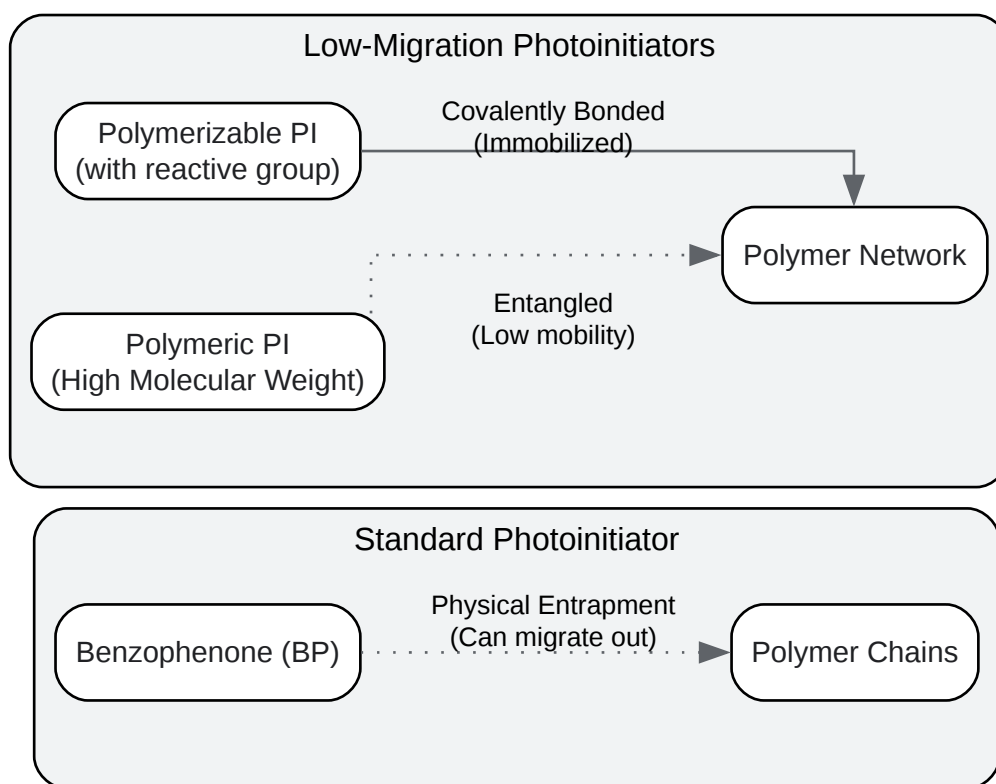 Low-Migration Photoinitiators
Polymerizable PI
(with reactive group)
Covalently Bonded
(Immobilized)
Polymer Network
Entangled
(Low mobility)
Polymeric PI
(High Molecular Weight)
Standard Photoinitiator
Benzophenone (BP)
Physical Entrapment
(Can migrate out)
Polymer Chains